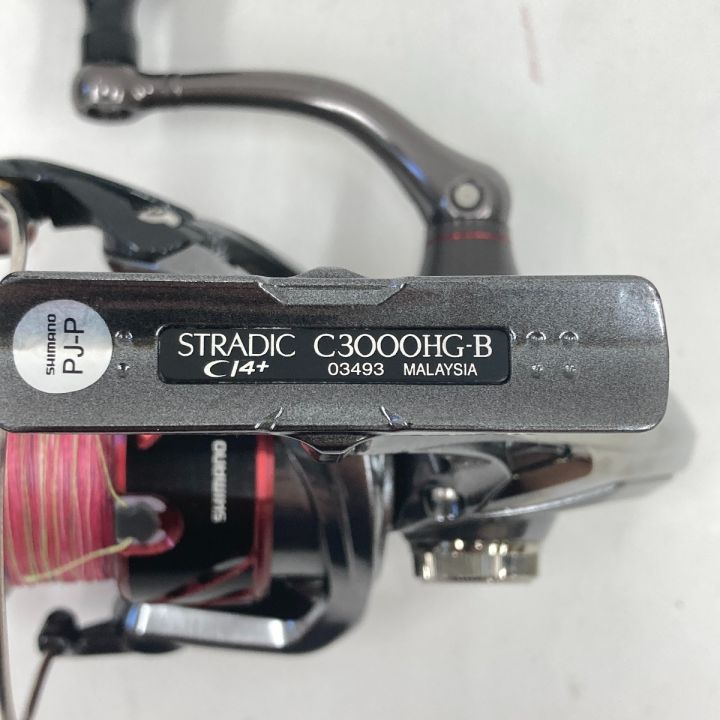 SHIMANO
PJ-P
STRADIC C3000HG-B
CI4+ 03493 MALAYSIA
SHIMANO